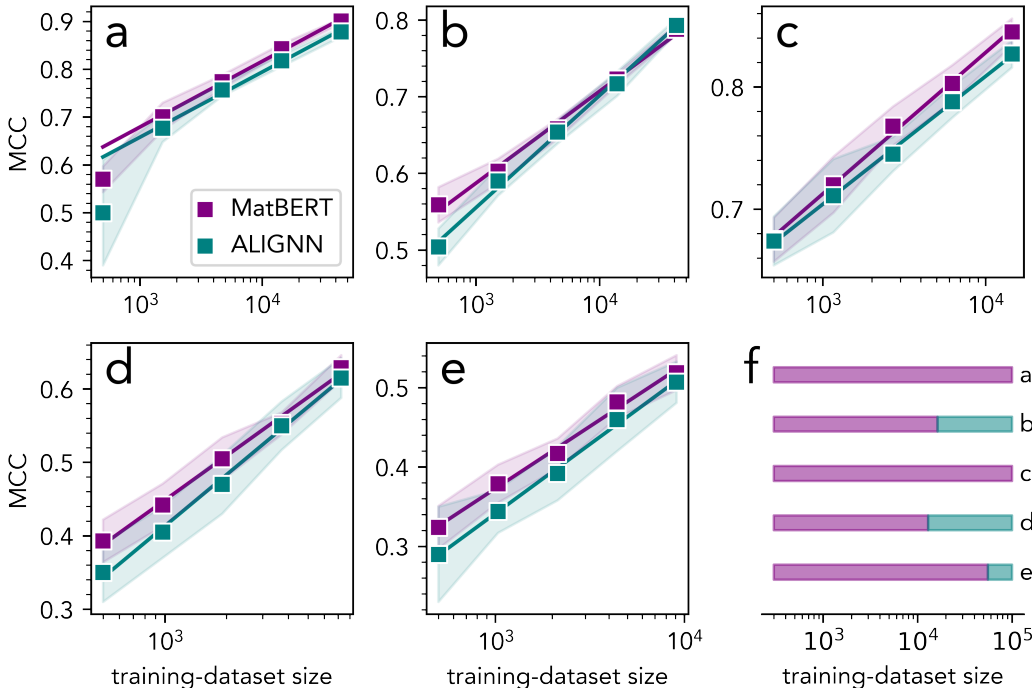 a
MCC
0.9
0.8
0.7
0.6
0.5
0.4
10³
10⁴
MatBERT
ALIGNN
b
0.8
0.7
0.6
0.5
10³
10⁴
c
0.8
0.7
10³
10⁴
d
MCC
0.6
0.5
0.4
0.3
10³
training-dataset size
e
0.5
0.4
0.3
10³
10⁴
training-dataset size
f
a
b
c
d
e
10³
10⁴
10⁵
training-dataset size